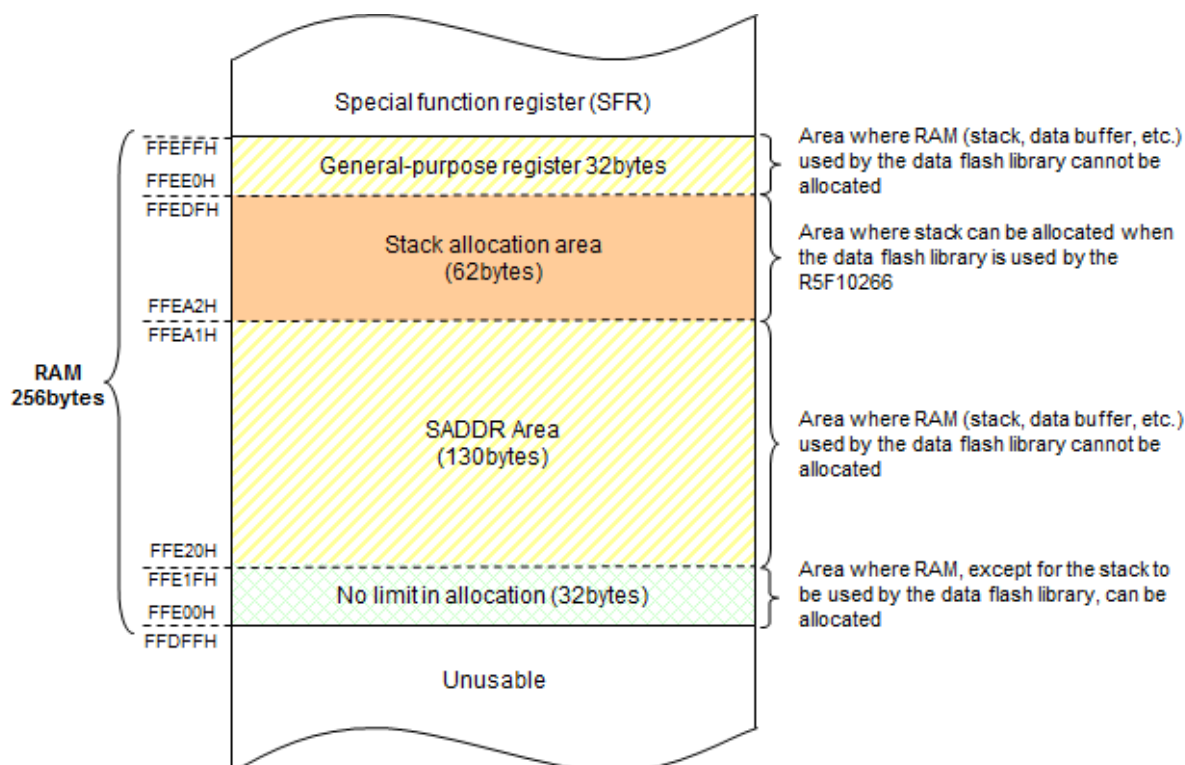 Special function register (SFR)
FFEFFH
General-purpose register 32bytes
FFEE0H
Area where RAM (stack, data buffer, etc.)
used by the data flash library cannot be
allocated
FFEDFH
Stack allocation area
(62bytes)
FFEA2H
Area where stack can be allocated when
the data flash library is used by the
R5F10266
FFEA1H
RAM
256bytes
SADDR Area
(130bytes)
FFE20H
Area where RAM (stack, data buffer, etc.)
used by the data flash library cannot be
allocated
FFE1FH
No limit in allocation (32bytes)
FFE00H
Area where RAM, except for the stack to
be used by the data flash library, can be
allocated
FFDFFH
Unusable